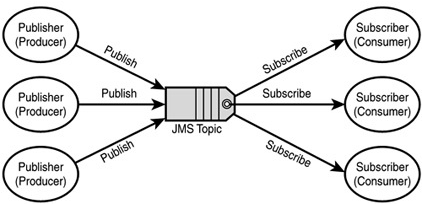 Publisher
(Producer)
Publish
Subscribe
Subscriber
(Consumer)
Publisher
(Producer)
Publish
Subscribe
Subscriber
(Consumer)
JMS Topic
Publisher
(Producer)
Publish
Subscribe
Subscriber
(Consumer)